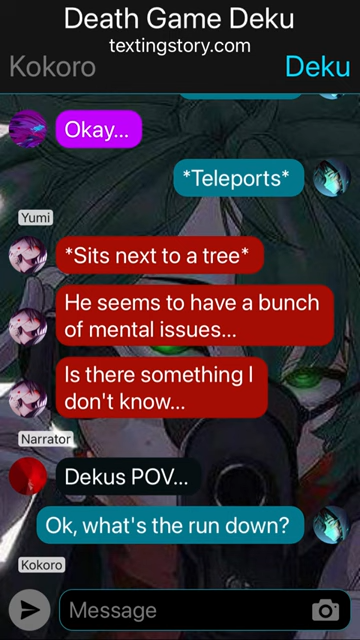 Death Game Deku
textingstory.com
Kokoro
Deku
Okay...
*Teleports*
Yumi
*Sits next to a tree*
He seems to have a bunch
of mental issues...
Is there something I
don't know...
Narrator
Dekus POV...
Ok, what's the run down?
Kokoro
Message